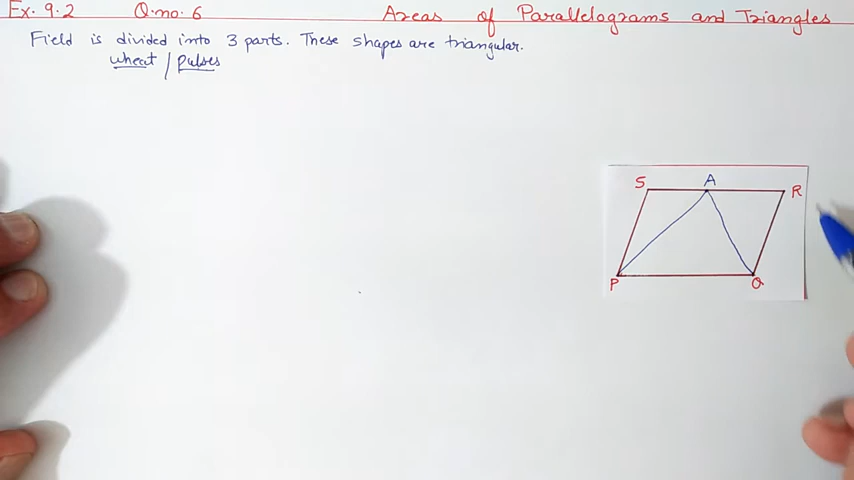 Ex. 9.2 Q.no. 6 Areas of Parallelograms and Triangles
Field is divided into 3 parts. These shapes are triangular.
wheat / pulses
S A R
P Q